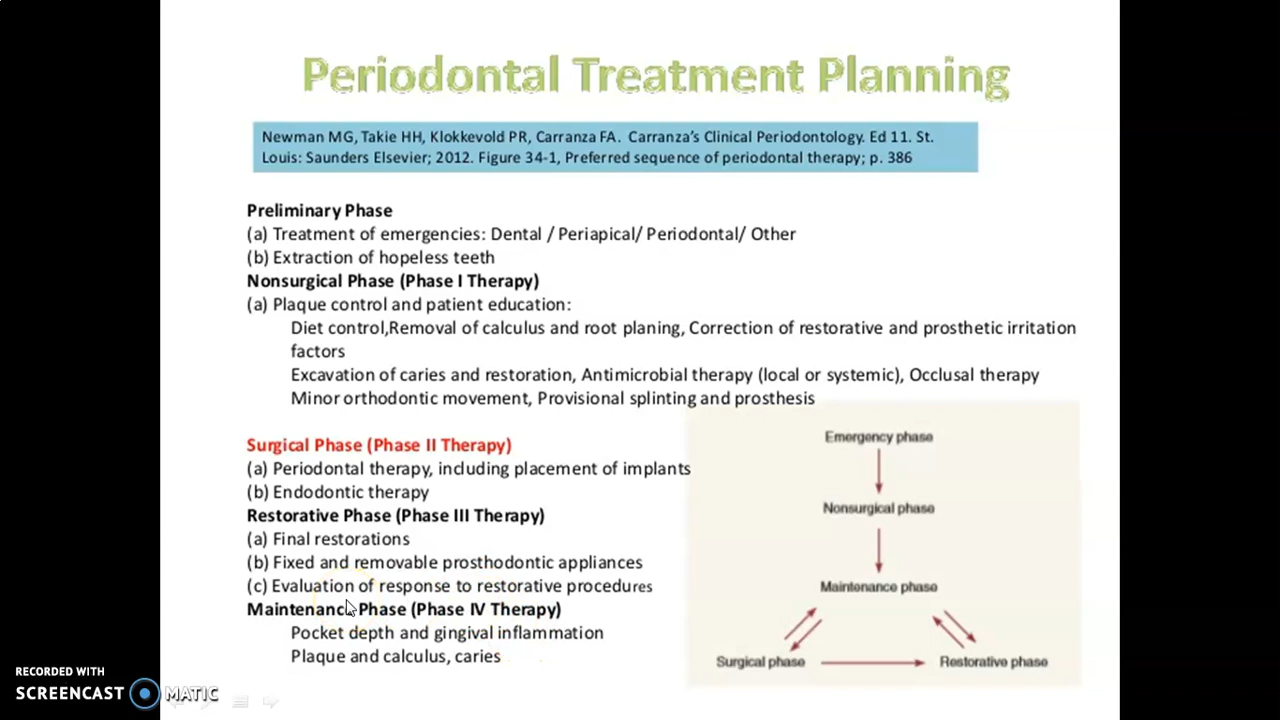 Periodontal Treatment Planning
Newman MG, Takie HH, Klokkevold PR, Carranza FA. Carranza's Clinical Periodontology. Ed 11. St.
Louis: Saunders Elsevier; 2012. Figure 34-1, Preferred sequence of periodontal therapy; p. 386
Preliminary Phase
(a) Treatment of emergencies: Dental / Periapical/ Periodontal/ Other
(b) Extraction of hopeless teeth
Nonsurgical Phase (Phase I Therapy)
(a) Plaque control and patient education:
Diet control,Removal of calculus and root planing, Correction of restorative and prosthetic irritation
factors
Excavation of caries and restoration, Antimicrobial therapy (local or systemic), Occlusal therapy
Minor orthodontic movement, Provisional splinting and prosthesis
Surgical Phase (Phase II Therapy)
(a) Periodontal therapy, including placement of implants
(b) Endodontic therapy
Restorative Phase (Phase III Therapy)
(a) Final restorations
(b) Fixed and removable prosthodontic appliances
(c) Evaluation of response to restorative procedures
Maintenance Phase (Phase IV Therapy)
Pocket depth and gingival inflammation
Plaque and calculus, caries
Emergency phase
Nonsurgical phase
Maintenance phase
Surgical phase
Restorative phase
RECORDED WITH
SCREENCAST MATIC